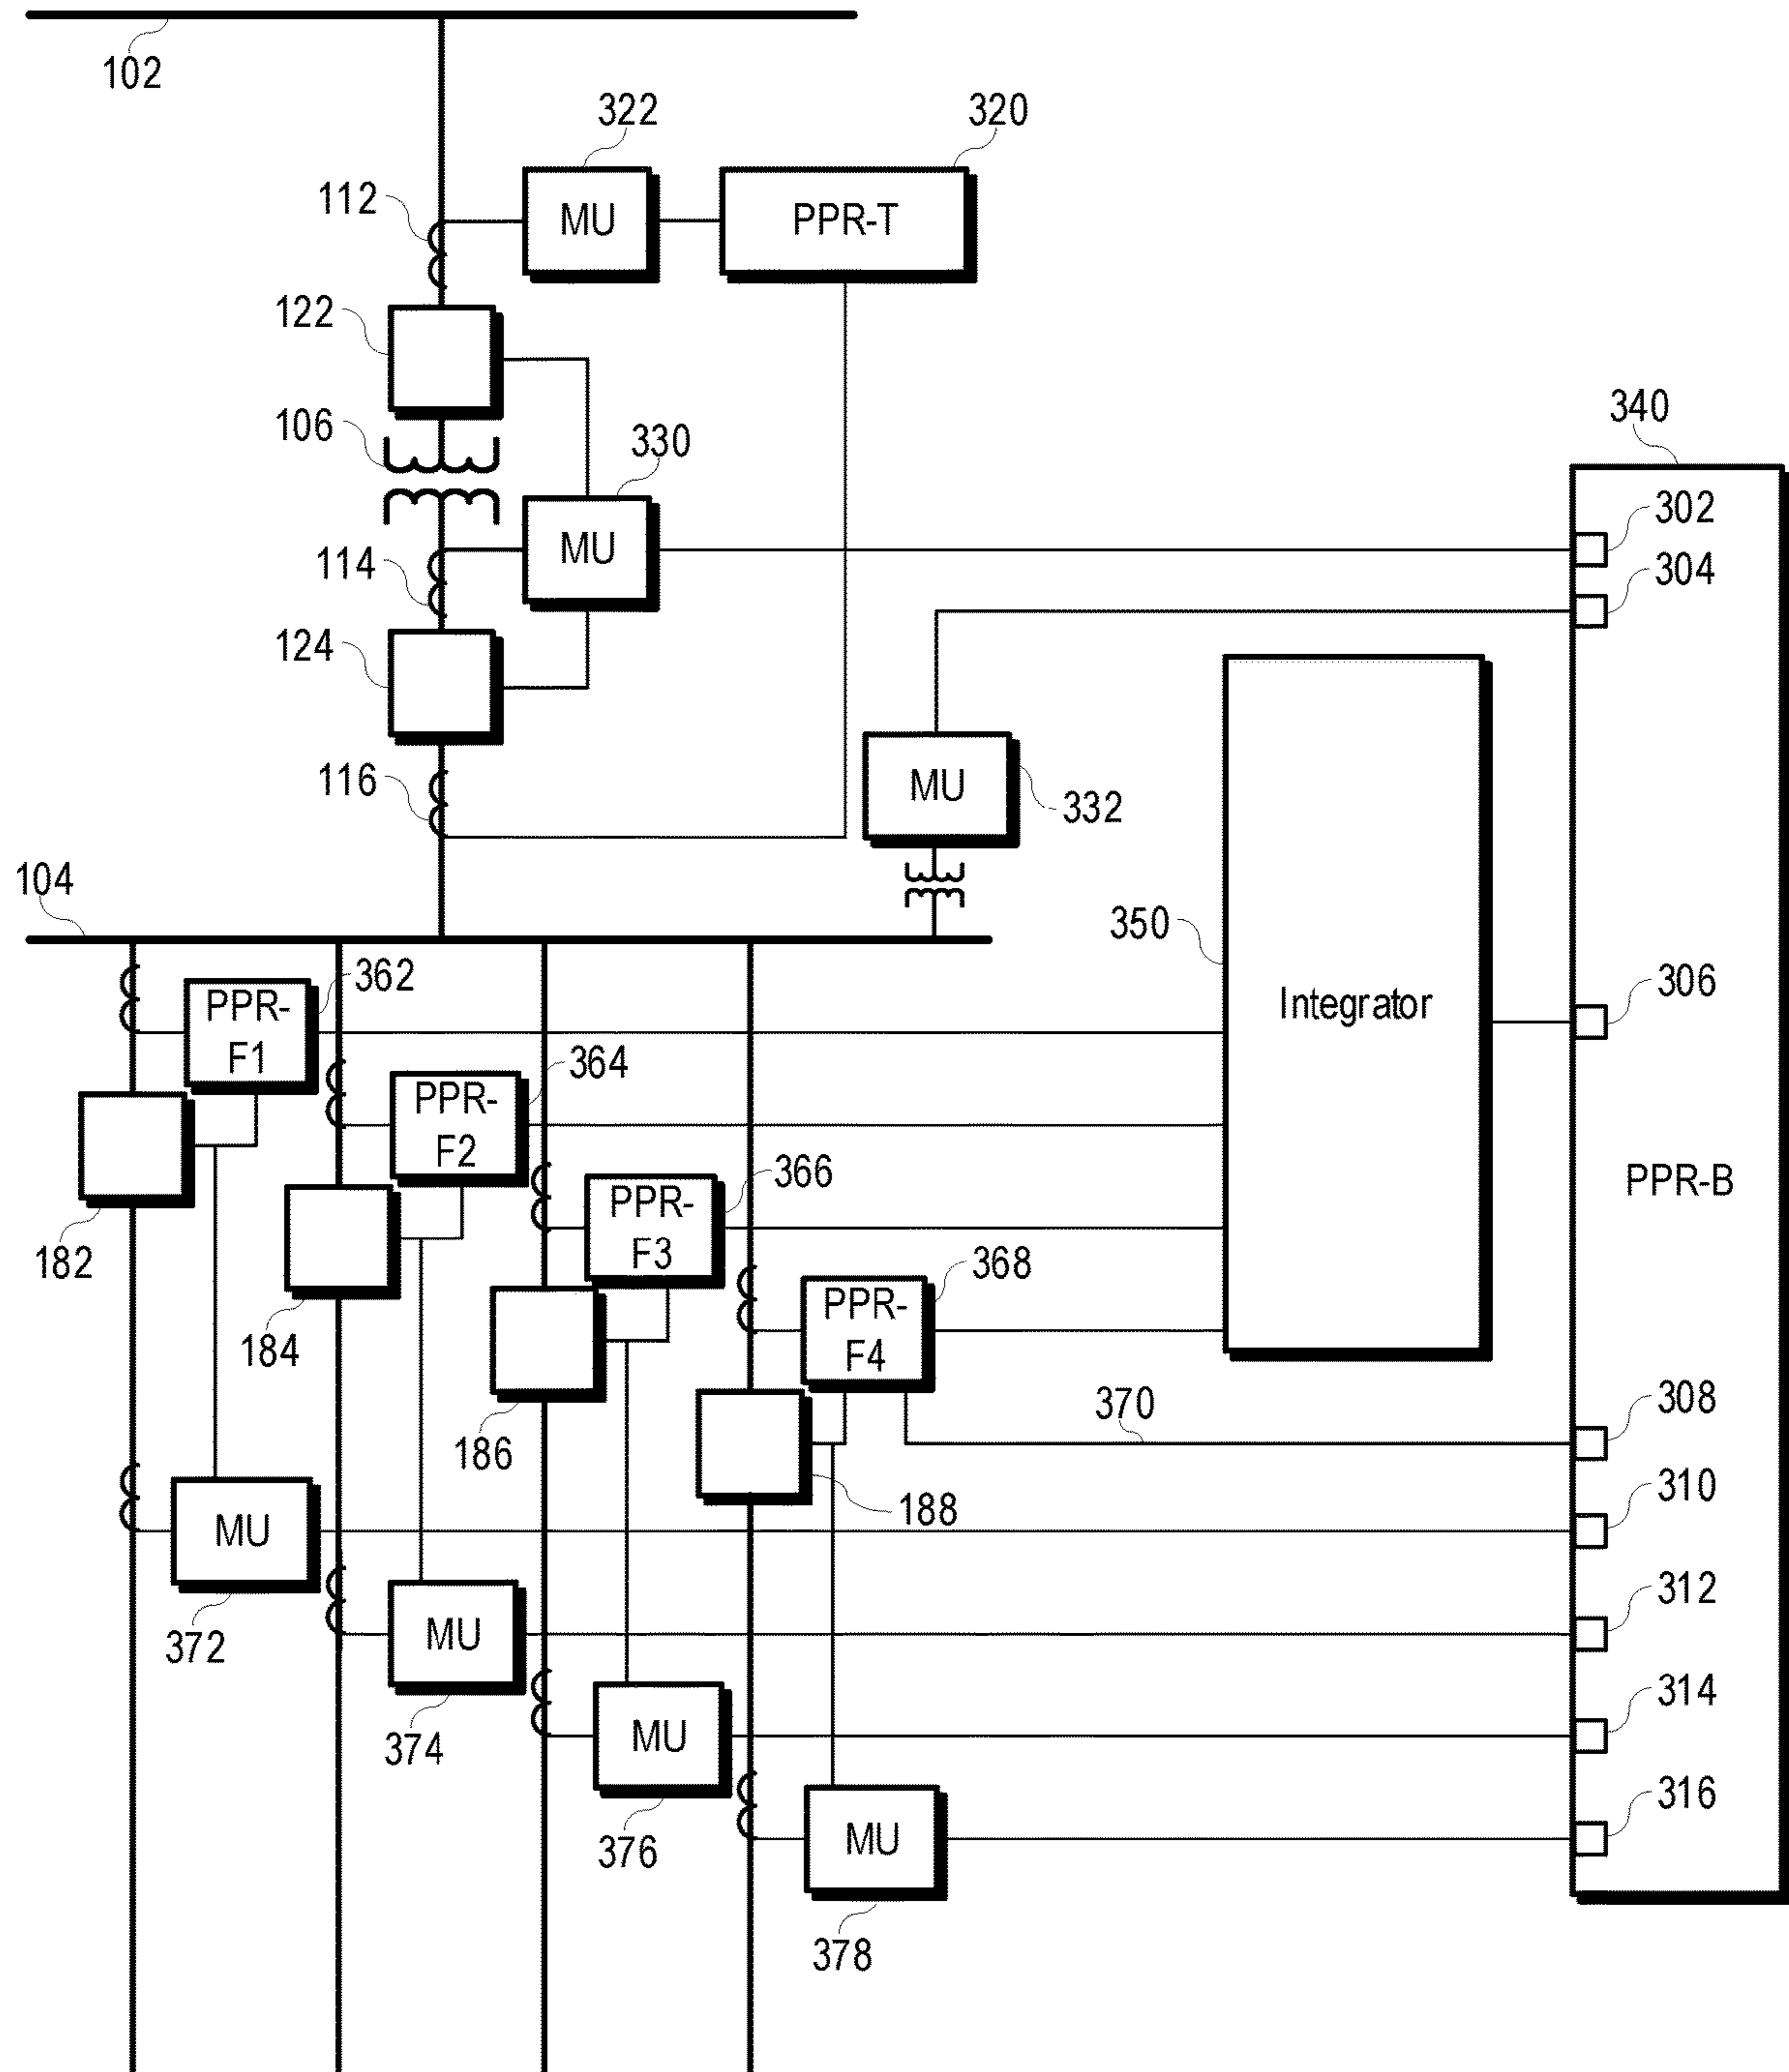 102
322
320
112
MU
PPR-T
122
106
330
340
MU
302
114
304
124
116
MU
332
104
350
362
PPR-
F1
Integrator
306
364
PPR-
F2
366
PPR-
F3
PPR-B
182
368
PPR-
F4
184
370
308
186
188
310
MU
372
312
MU
374
314
MU
376
316
MU
378